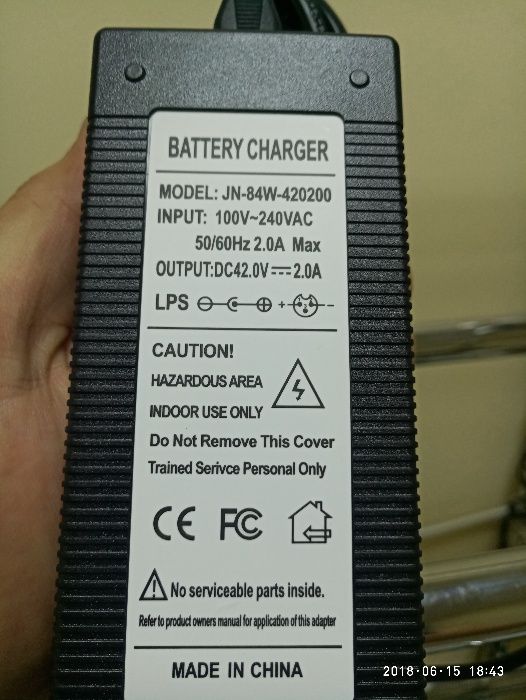 BATTERY CHARGER
MODEL: JN-84W-420200
INPUT: 100V~240VAC
50/60Hz 2.0A Max
OUTPUT:DC42.0V⎓2.0A
LPS + -
CAUTION!
HAZARDOUS AREA
INDOOR USE ONLY
Do Not Remove This Cover
Trained Serivce Personal Only
CE FC
No serviceable parts inside.
Refer to product owners manual for application of this adapter
MADE IN CHINA
2018-06-15 18:43